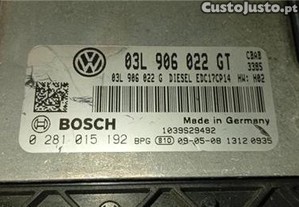 CustoJusto.pt
03L 906 022 GT
CBAB
3385
03L 906 022 G DIESEL EDC17CP14 HW: H02
BOSCH
Made in Germany
1039S29492
0 281 015 192 BPG 810 09-05-08 1312 0935